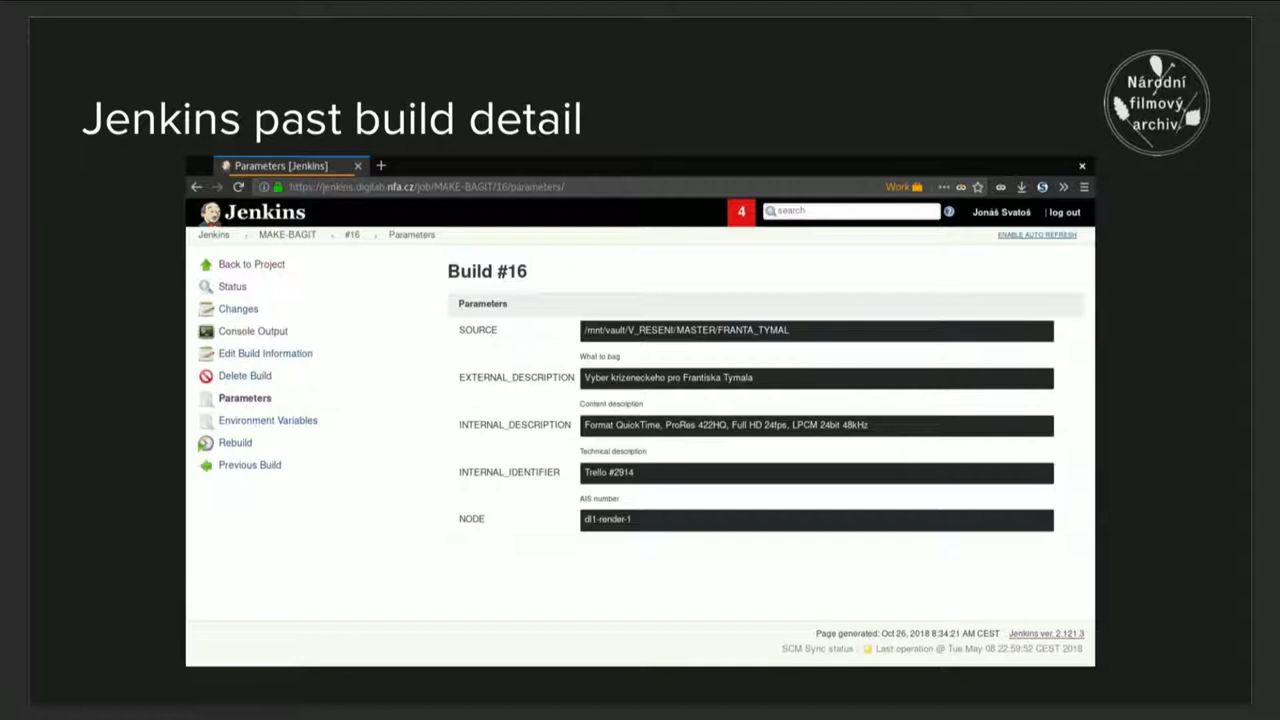 Jenkins past build detail
Národní
filmový
archiv
Parameters [Jenkins]
https://jenkins.digilab.nfa.cz/job/MAKE-BAGIT/16/parameters/
Work
Jenkins
4
search
Jonáš Svatoš | log out
Jenkins MAKE-BAGIT #16 Parameters
ENABLE AUTO REFRESH
Back to Project
Status
Changes
Console Output
Edit Build Information
Delete Build
Parameters
Environment Variables
Rebuild
Previous Build
Build #16
Parameters
SOURCE /mnt/vault/V_RESENI/MASTER/FRANTA_TYMAL
What to bag
EXTERNAL_DESCRIPTION Vyber krizeneckeho pro Frantiska Tymala
Content description
INTERNAL_DESCRIPTION Format QuickTime, ProRes 422HQ, Full HD 24fps, LPCM 24bit 48kHz
Technical description
INTERNAL_IDENTIFIER Trello #2914
AIS number
NODE dl1-render-1
Page generated: Oct 26, 2018 8:34:21 AM CEST Jenkins ver. 2.121.3
SCM Sync status Last operation @ Tue May 08 22:59:52 CEST 2018